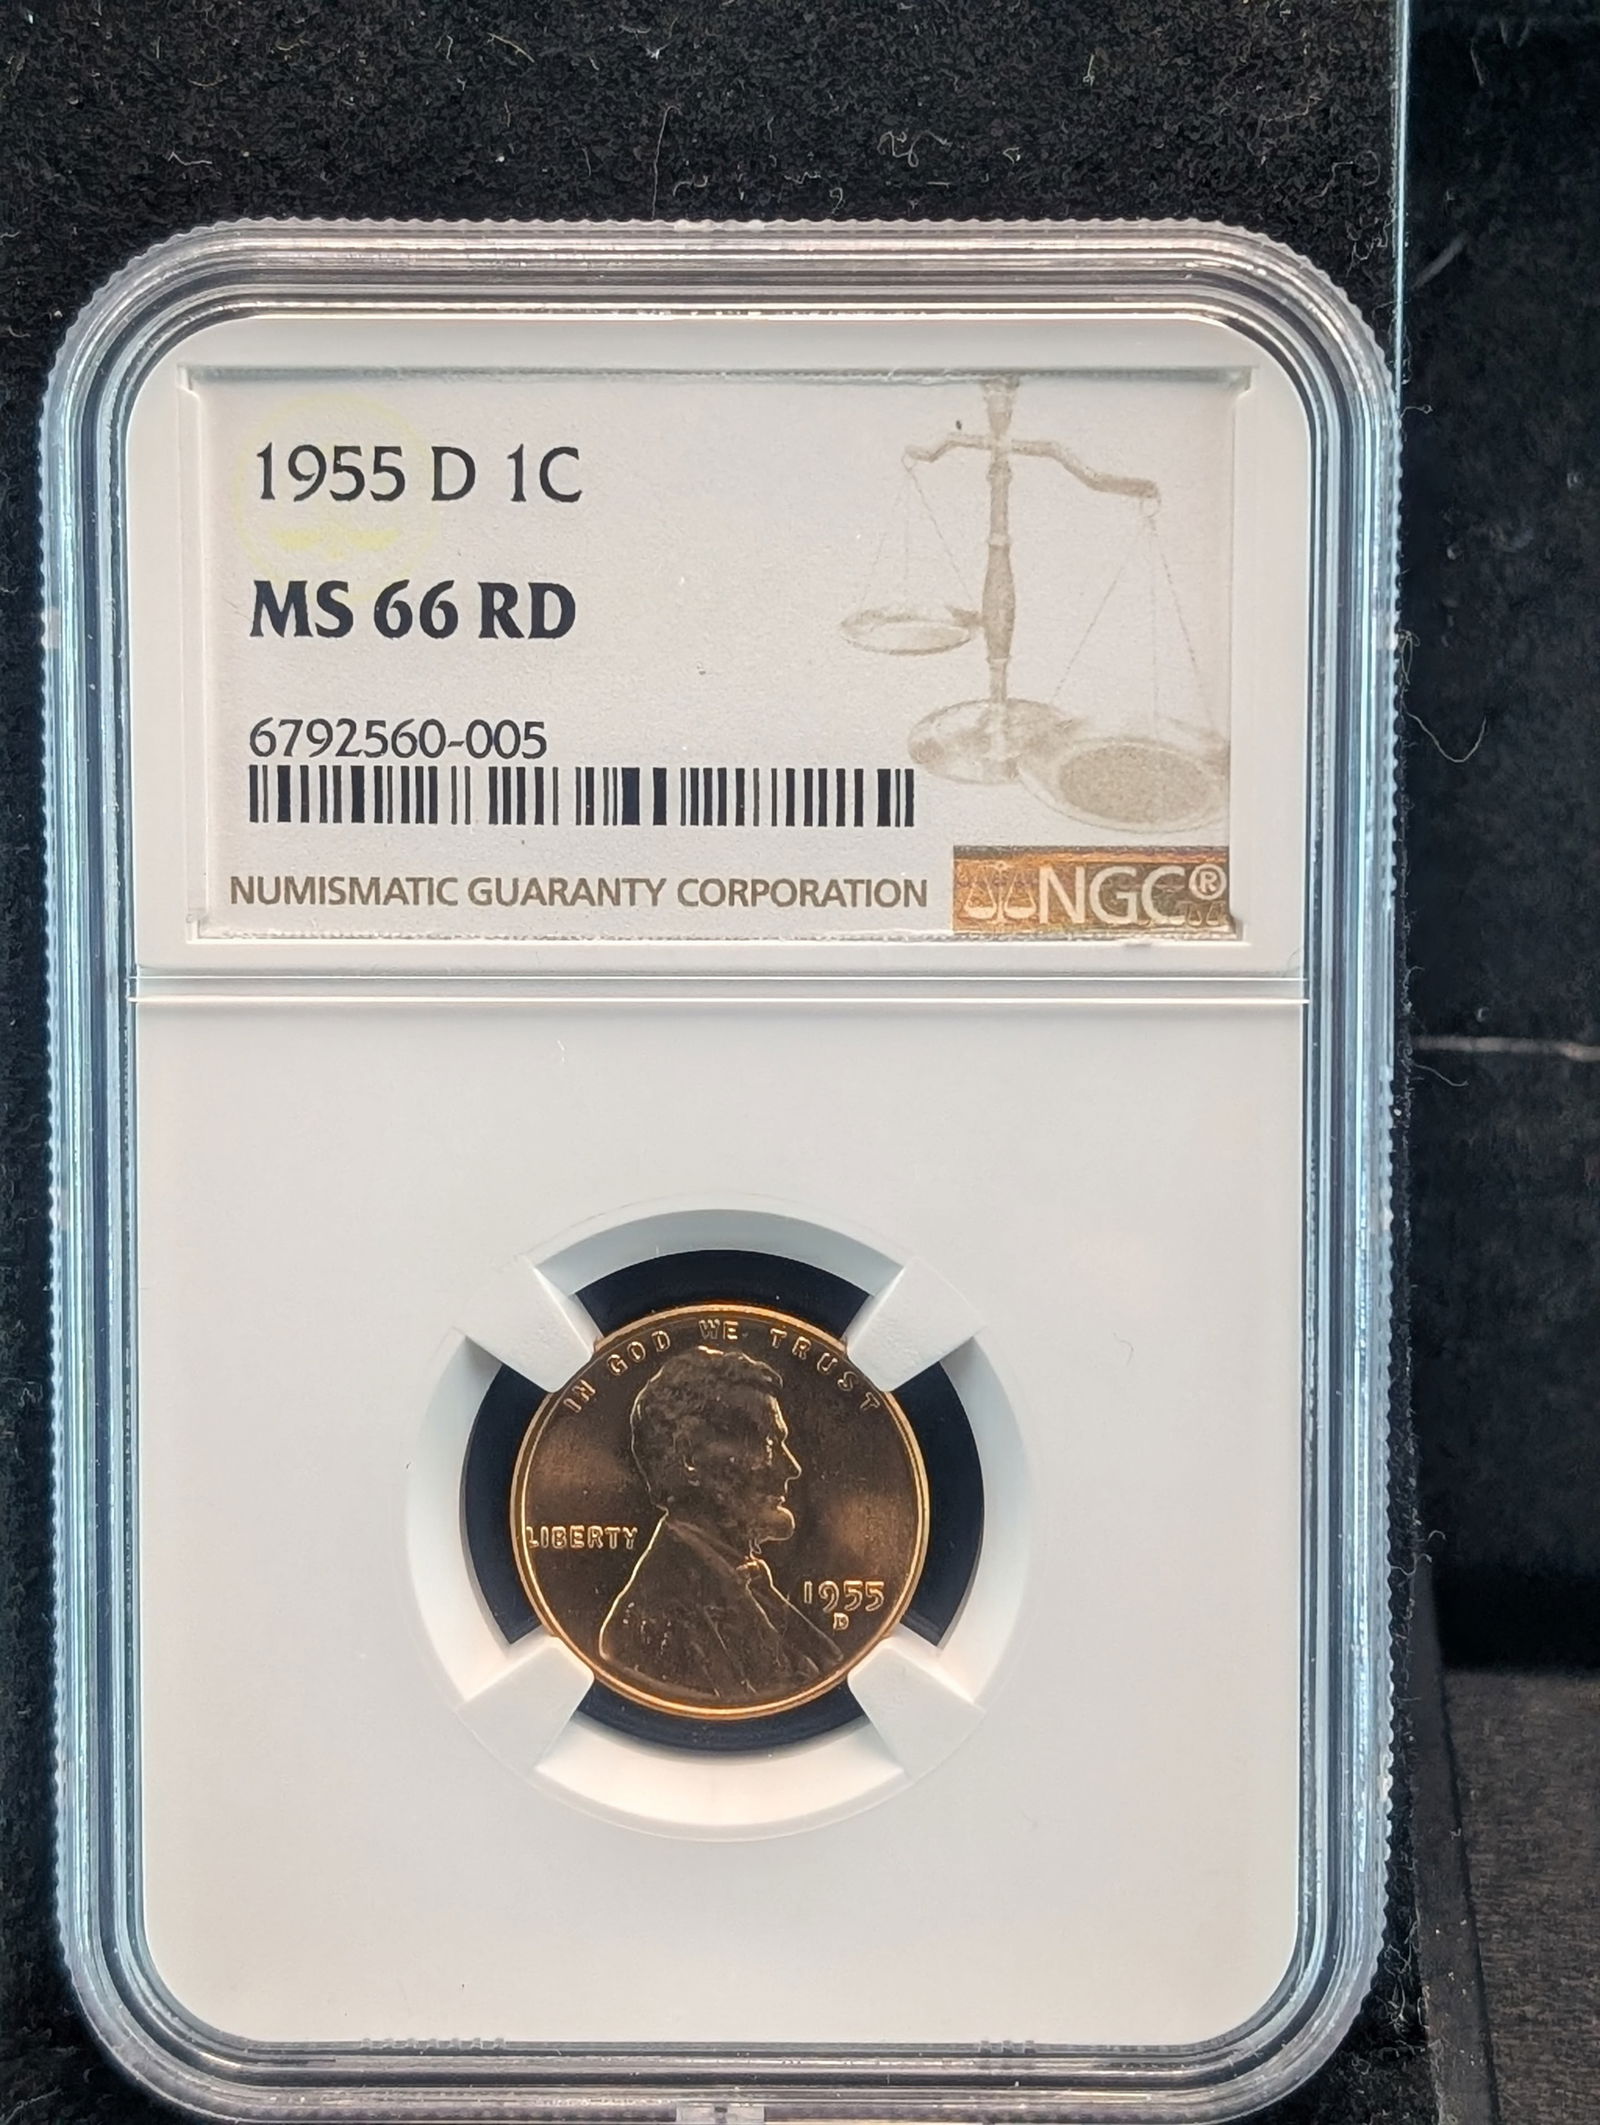 1955 D 1C
MS 66 RD
6792560-005
NUMISMATIC GUARANTY CORPORATION
NGC®
IN GOD WE TRUST
LIBERTY
1955
D